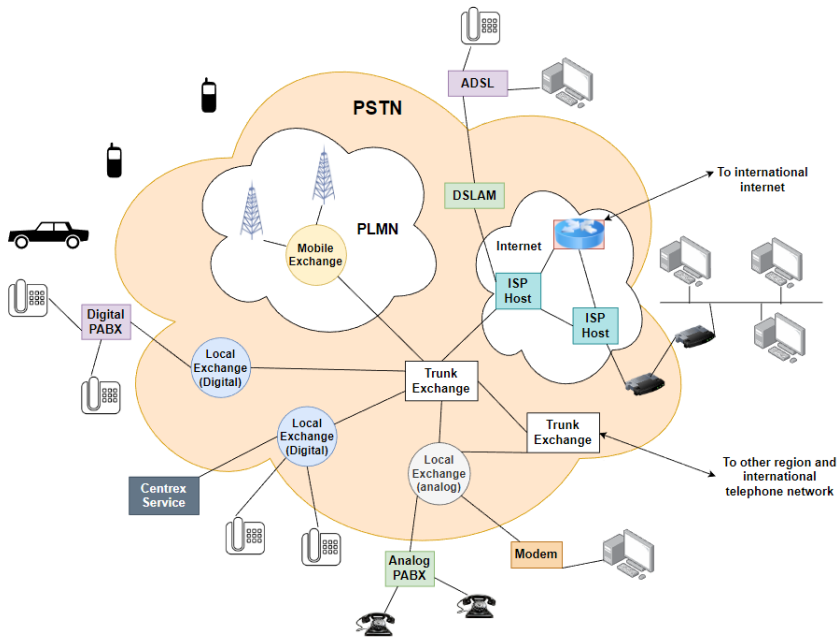 ADSL
PSTN
To international
internet
DSLAM
PLMN
Internet
Mobile
Exchange
ISP
Host
ISP
Host
Digital
PABX
Local
Exchange
(Digital)
Trunk
Exchange
Local
Exchange
(Digital)
Trunk
Exchange
Local
Exchange
(analog)
To other region and
international
telephone network
Centrex
Service
Analog
PABX
Modem